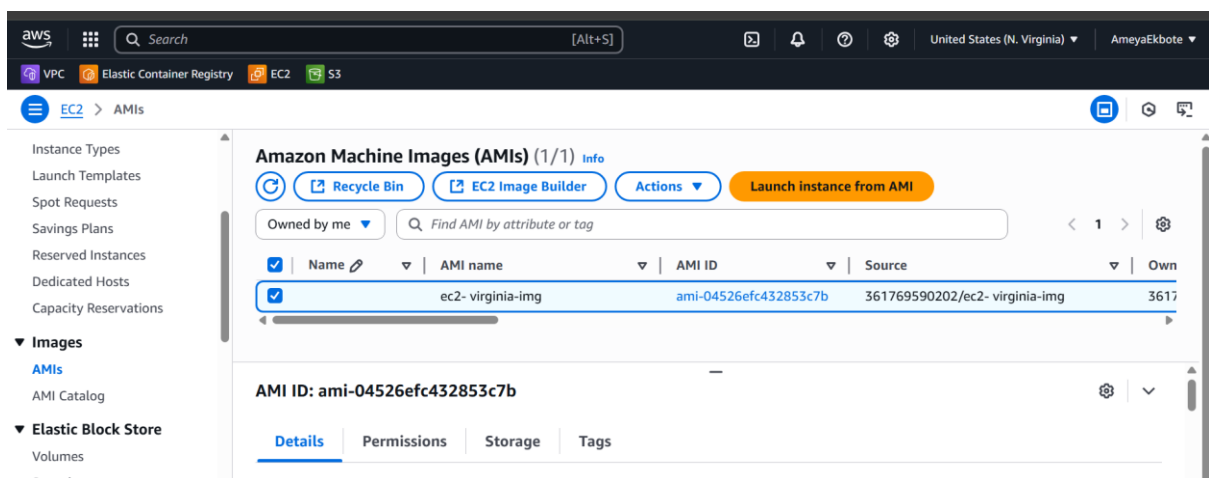 aws Search [Alt+S] United States (N. Virginia) ▼ AmeyaEkbote ▼
VPC Elastic Container Registry EC2 S3
EC2 > AMIs
Instance Types
Launch Templates
Spot Requests
Savings Plans
Reserved Instances
Dedicated Hosts
Capacity Reservations
▼ Images
AMIs
AMI Catalog
▼ Elastic Block Store
Volumes
Amazon Machine Images (AMIs) (1/1) Info
Recycle Bin EC2 Image Builder Actions ▼ Launch instance from AMI
Owned by me ▼ Find AMI by attribute or tag < 1 >
Name AMI name AMI ID Source Own
ec2- virginia-img ami-04526efc432853c7b 361769590202/ec2- virginia-img 3617
AMI ID: ami-04526efc432853c7b
Details Permissions Storage Tags